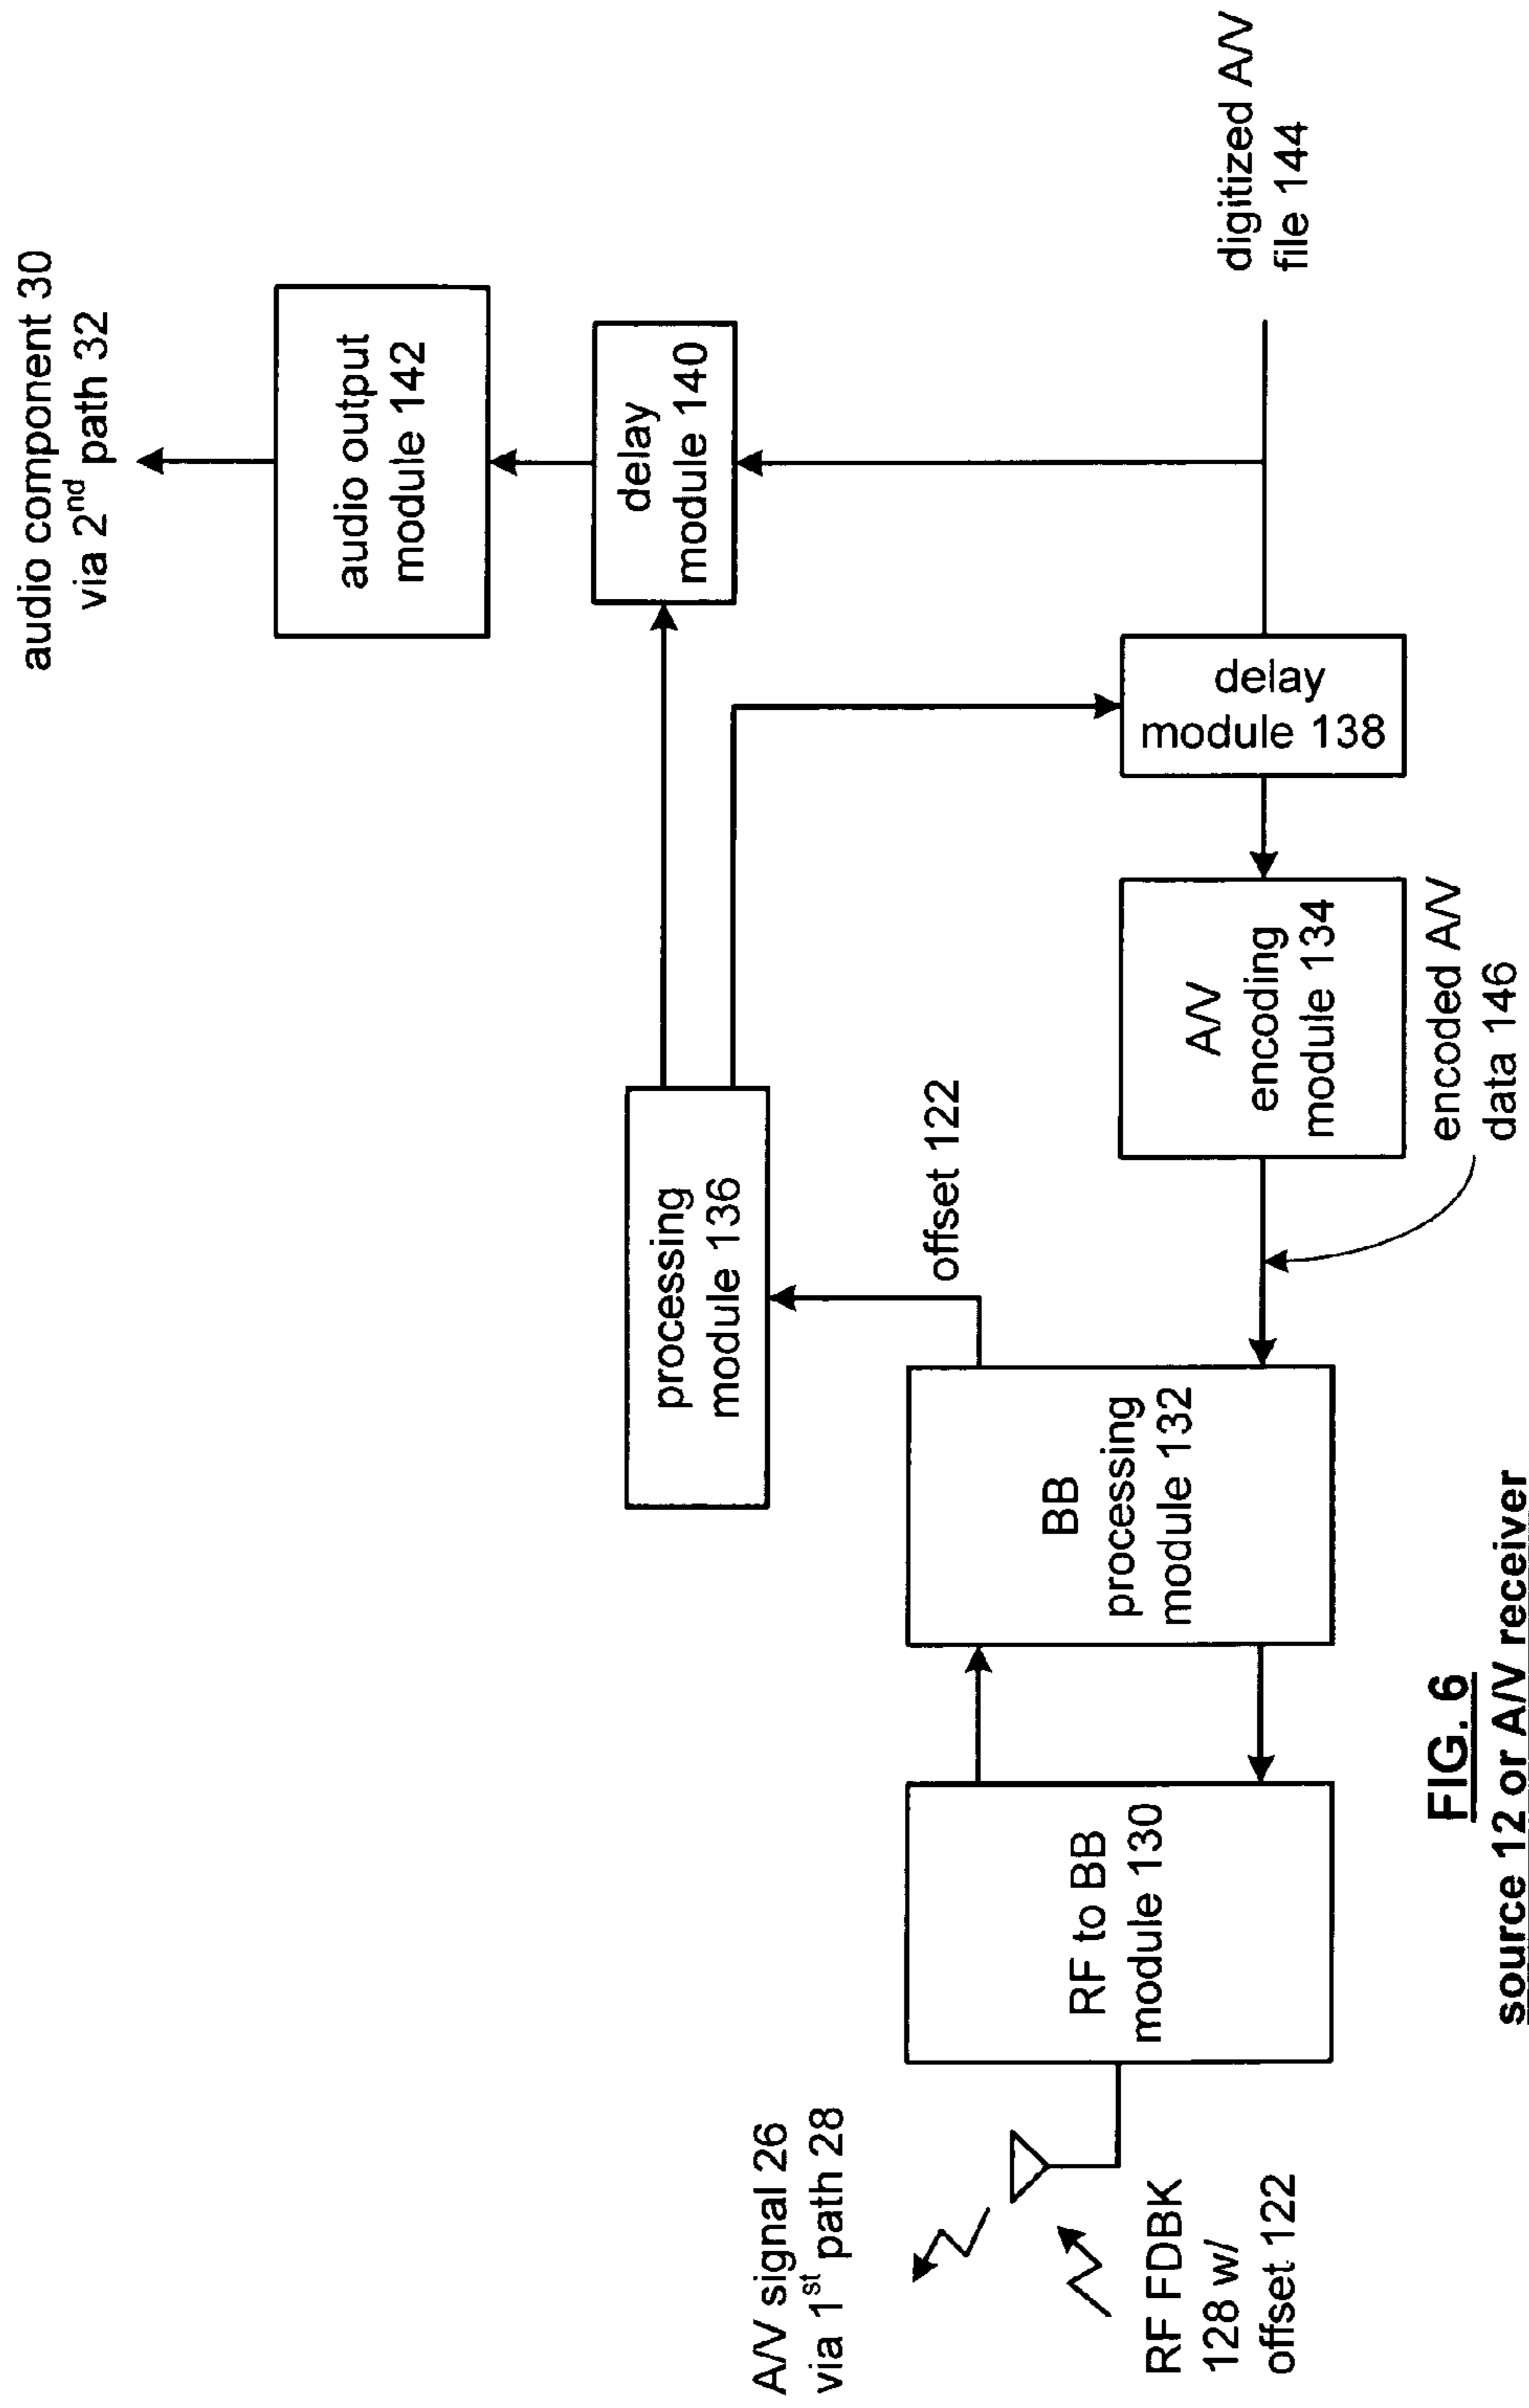 A/V signal 26
via 1st path 28
RF FDBK
128 w/
offset 122
RF to BB
module 130
BB
processing
module 132
processing
module 136
offset 122
A/V
encoding
module 134
encoded A/V
data 146
delay
module 138
delay
module 140
audio output
module 142
audio component 30
via 2nd path 32
digitized A/V
file 144
FIG. 6
source 12 or A/V receiver